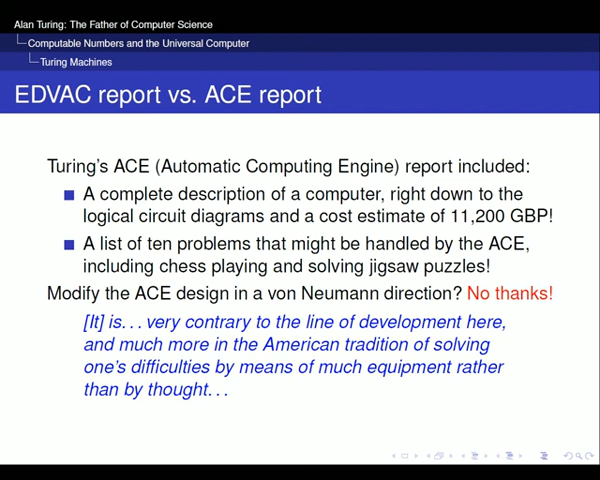 Alan Turing: The Father of Computer Science
Computable Numbers and the Universal Computer
Turing Machines
EDVAC report vs. ACE report
Turing's ACE (Automatic Computing Engine) report included:
A complete description of a computer, right down to the
logical circuit diagrams and a cost estimate of 11,200 GBP!
A list of ten problems that might be handled by the ACE,
including chess playing and solving jigsaw puzzles!
Modify the ACE design in a von Neumann direction? No thanks!
[It] is. . . very contrary to the line of development here,
and much more in the American tradition of solving
one's difficulties by means of much equipment rather
than by thought. . .